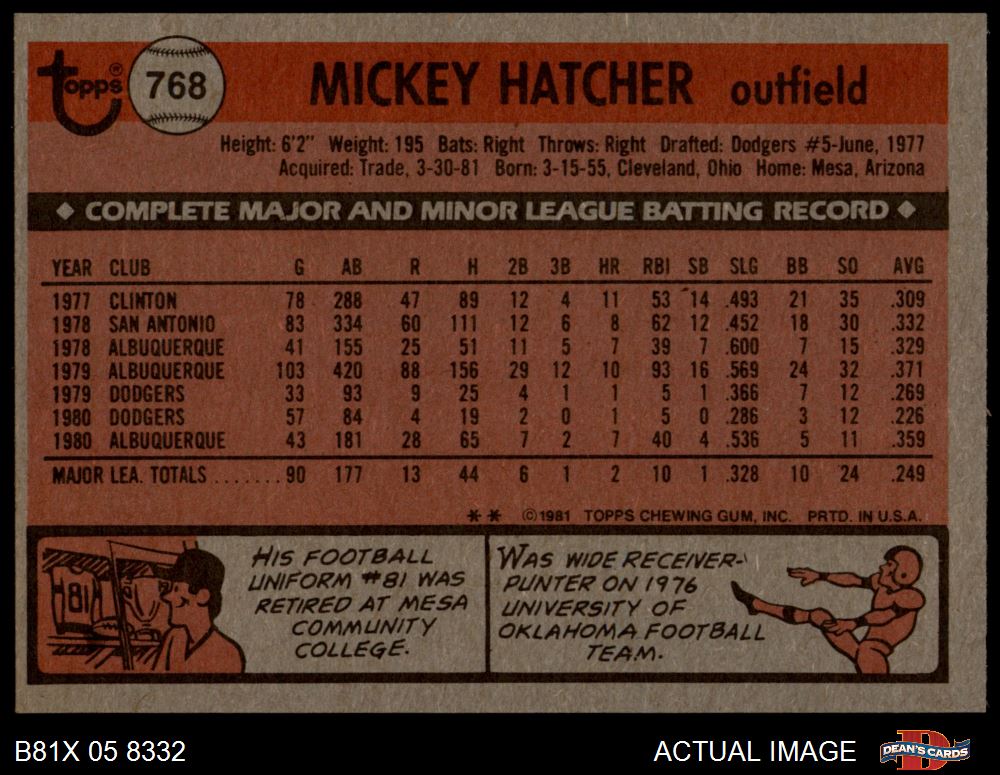 topps® 768 MICKEY HATCHER outfield
Height: 6'2" Weight: 195 Bats: Right Throws: Right Drafted: Dodgers #5-June, 1977
Acquired: Trade, 3-30-81 Born: 3-15-55, Cleveland, Ohio Home: Mesa, Arizona
◆ COMPLETE MAJOR AND MINOR LEAGUE BATTING RECORD ◆
YEAR CLUB G AB R H 2B 3B HR RBI SB SLG BB SO AVG
1977 CLINTON 78 288 47 89 12 4 11 53 14 .493 21 35 .309
1978 SAN ANTONIO 83 334 60 111 12 6 8 62 12 .452 18 30 .332
1978 ALBUQUERQUE 41 155 25 51 11 5 7 39 7 .600 7 15 .329
1979 ALBUQUERQUE 103 420 88 156 29 12 10 93 16 .569 24 32 .371
1979 DODGERS 33 93 9 25 4 1 1 5 1 .366 7 12 .269
1980 DODGERS 57 84 4 19 2 0 1 5 0 .286 3 12 .226
1980 ALBUQUERQUE 43 181 28 65 7 2 7 40 4 .536 5 11 .359
MAJOR LEA. TOTALS ....... 90 177 13 44 6 1 2 10 1 .328 10 24 .249
** ©1981 TOPPS CHEWING GUM, INC. PRTD. IN U.S.A.
81
HIS FOOTBALL
UNIFORM #81 WAS
RETIRED AT MESA
COMMUNITY
COLLEGE.
WAS WIDE RECEIVER-
PUNTER ON 1976
UNIVERSITY OF
OKLAHOMA FOOTBALL
TEAM.
B81X 05 8332 ACTUAL IMAGE DEAN'S CARDS